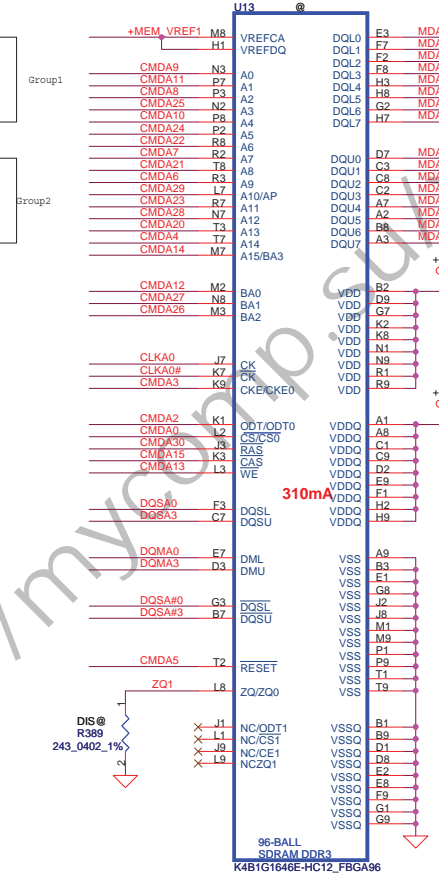 U13 @
+MEM_VREF1 M8 VREFCA DQL0 E3 MDA
H1 VREFDQ DQL1 F7 MDA
DQL2 F2 MDA
CMDA9 N3 A0 DQL3 F8 MDA
CMDA11 P7 A1 DQL4 H3 MDA
CMDA8 P3 A2 DQL5 H8 MDA
CMDA25 N2 A3 DQL6 G2 MDA
CMDA10 P8 A4 DQL7 H7 MDA
Group1
CMDA24 P2 A5
CMDA22 R8 A6
CMDA7 R2 A7 DQU0 D7 MDA
CMDA21 T8 A8 DQU1 C3 MDA
CMDA6 R3 A9 DQU2 C8 MDA
CMDA29 L7 A10/AP DQU3 C2 MDA
CMDA23 R7 A11 DQU4 A7 MDA
Group2
CMDA28 N7 A12 DQU5 A2 MDA
CMDA20 T3 A13 DQU6 B8 MDA
CMDA4 T7 A14 DQU7 A3 MDA
CMDA14 M7 A15/BA3
CMDA12 M2 BA0 VDD B2
CMDA27 N8 BA1 VDD D9
CMDA26 M3 BA2 VDD G7
VDD K2
VDD K8
VDD N1
CLKA0 J7 CK VDD N9
CLKA0# K7 CK VDD R1
CMDA3 K9 CKE/CKE0 VDD R9
CMDA2 K1 ODT/ODT0 VDDQ A1
CMDA0 L2 CS/CS0 VDDQ A8
CMDA30 J3 RAS VDDQ C1
CMDA15 K3 CAS VDDQ C9
CMDA13 L3 WE VDDQ D2
VDDQ E9
310mA VDDQ F1
DQSA0 F3 DQSL VDDQ H2
DQSA3 C7 DQSU VDDQ H9
DQMA0 E7 DML VSS A9
DQMA3 D3 DMU VSS B3
VSS E1
VSS G8
DQSA#0 G3 DQSL VSS J2
DQSA#3 B7 DQSU VSS J8
VSS M1
VSS M9
VSS P1
CMDA5 T2 RESET VSS P9
VSS T1
ZQ1 L8 ZQ/ZQ0 VSS T9
1
DIS@
R389
243_0402_1%
2
J1 NC/ODT1 VSSQ B1
L1 NC/CS1 VSSQ B9
J9 NC/CE1 VSSQ D1
L9 NCZQ1 VSSQ D8
VSSQ E2
VSSQ E8
VSSQ F9
VSSQ G1
VSSQ G9
96-BALL
SDRAM DDR3
K4B1G1646E-HC12_FBGA96
/mycomp.su/